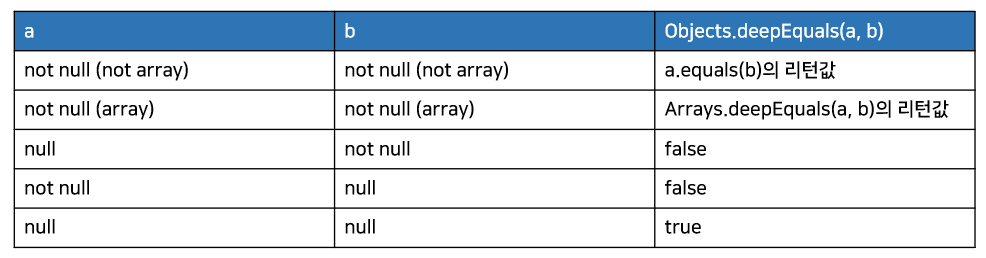 a b Objects.deepEquals(a, b)
not null (not array) not null (not array) a.equals(b)의 리턴값
not null (array) not null (array) Arrays.deepEquals(a, b)의 리턴값
null not null false
not null null false
null null true